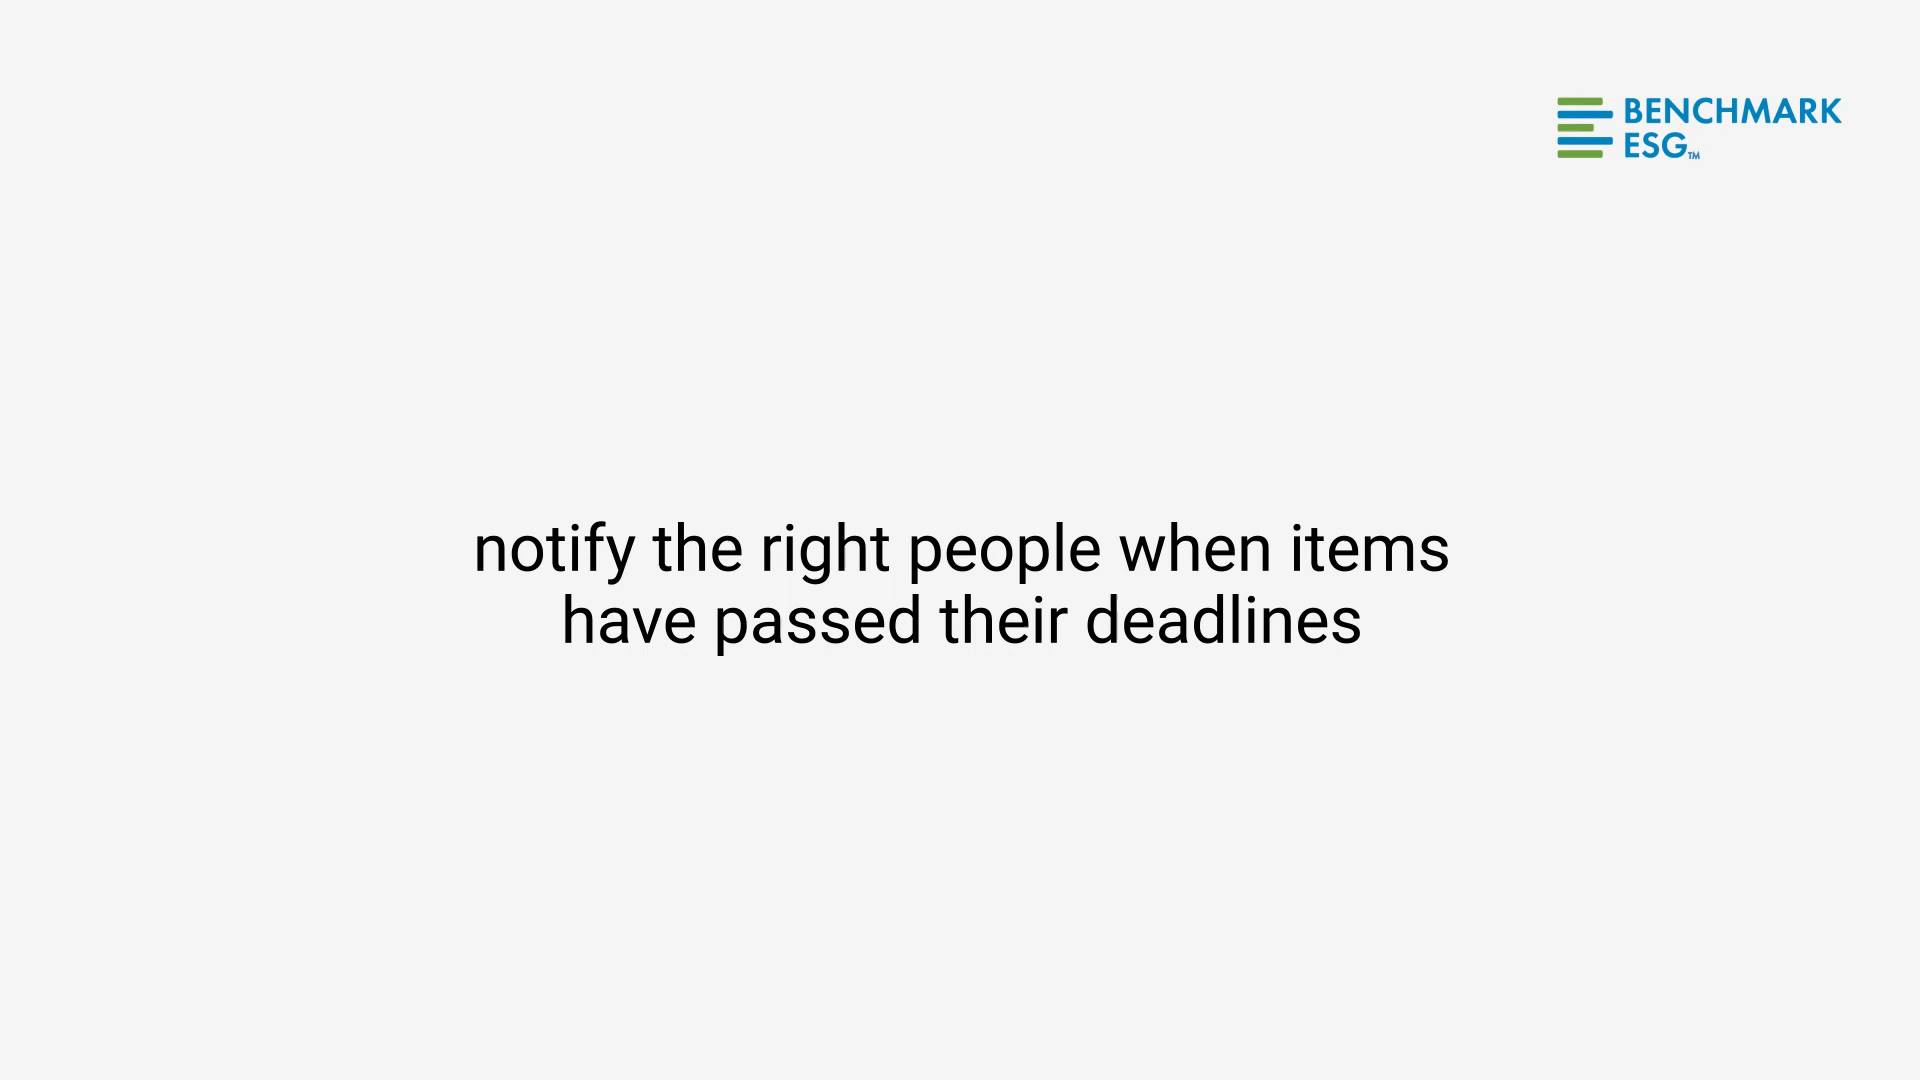 BENCHMARK
ESG™
notify the right people when items
have passed their deadlines